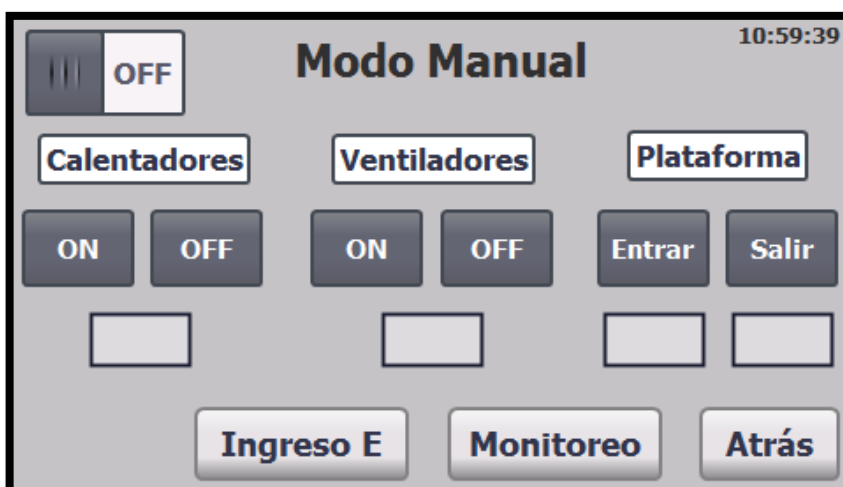 OFF Modo Manual 10:59:39
Calentadores Ventiladores Plataforma
ON OFF ON OFF Entrar Salir
Ingreso E Monitoreo Atrás